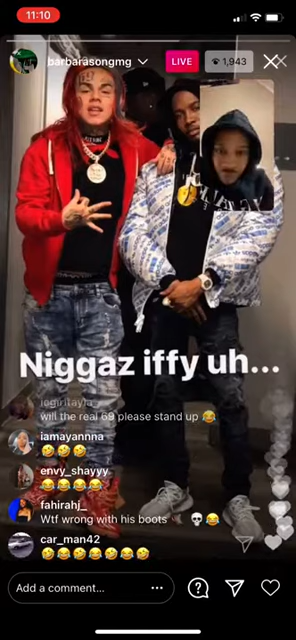 11:10
barbarasongmg
LIVE
1,943
Niggaz iffy uh...
will the real 69 please stand up 😂
iamayannna
🤣🤣🤣
envy_shayyy
😂😂😂😂
fahirahj_
Wtf wrong with his boots 💀😂
car_man42
🤣😂🤣😂🤣😂🤣
Add a comment...